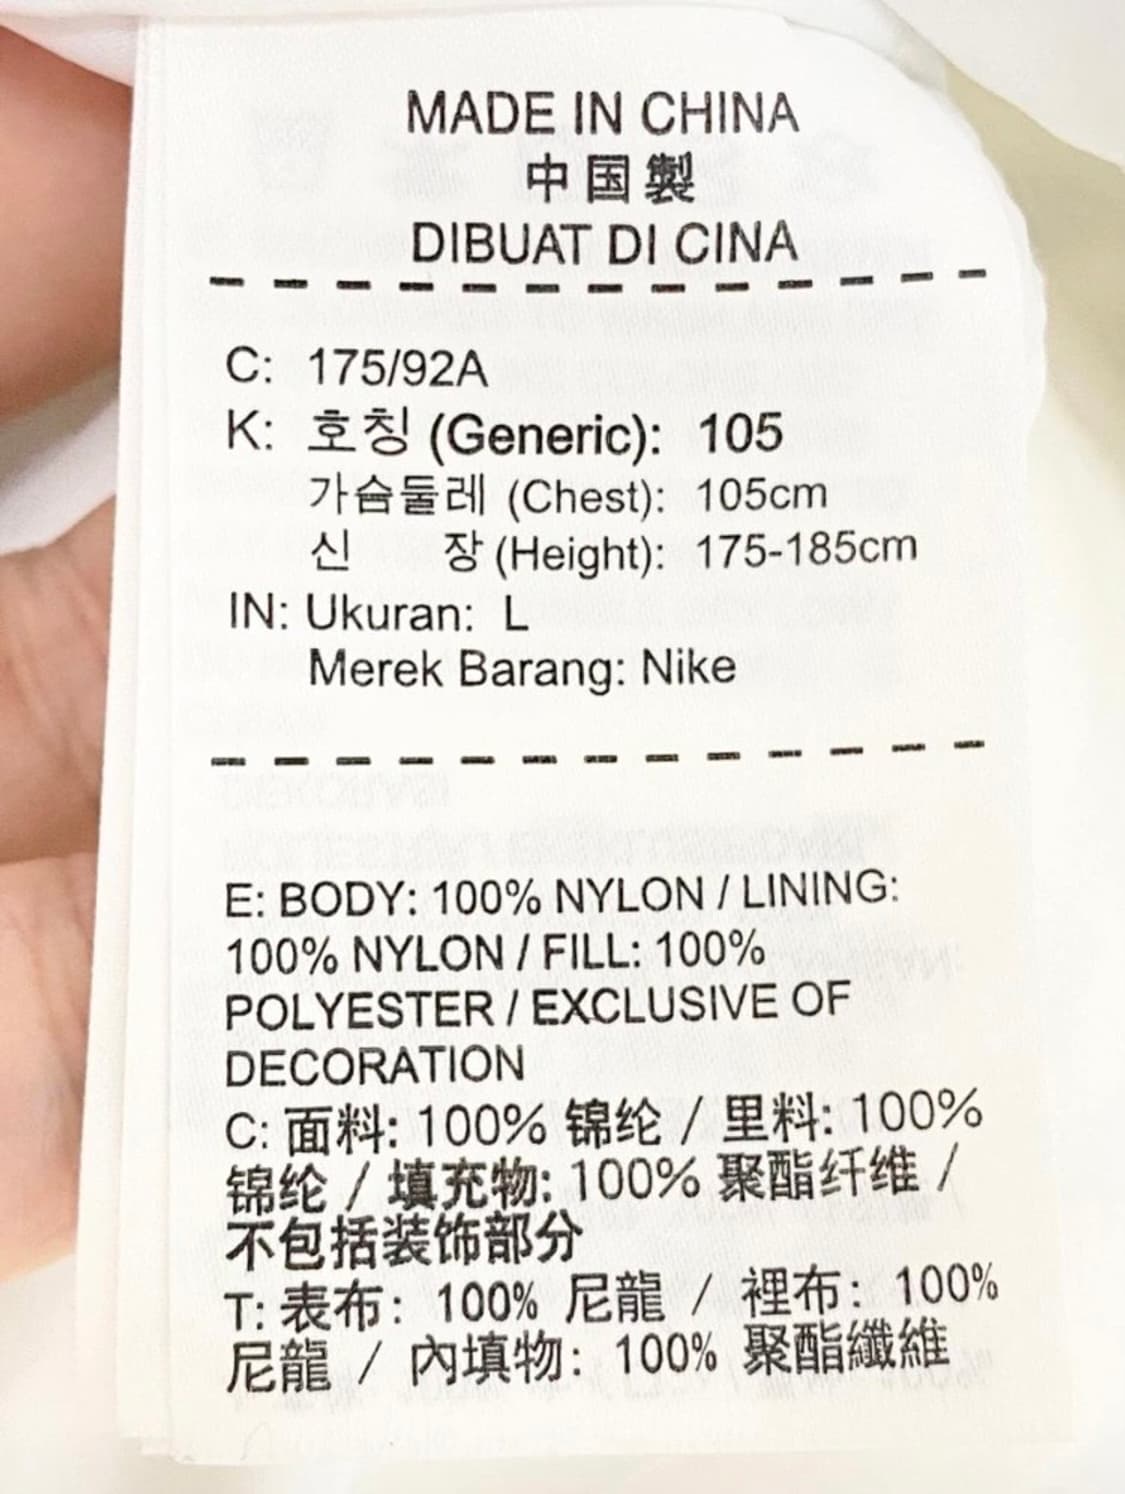 MADE IN CHINA
中国製
DIBUAT DI CINA
C: 175/92A
K: 호칭 (Generic): 105
가슴둘레 (Chest): 105cm
신 장 (Height): 175-185cm
IN: Ukuran: L
Merek Barang: Nike
E: BODY: 100% NYLON / LINING:
100% NYLON / FILL: 100%
POLYESTER / EXCLUSIVE OF
DECORATION
C: 面料: 100% 锦纶 / 里料: 100%
锦纶 / 填充物: 100% 聚酯纤维 /
不包括装饰部分
T: 表布: 100% 尼龍 / 裡布: 100%
尼龍 / 內填物: 100% 聚酯纖維